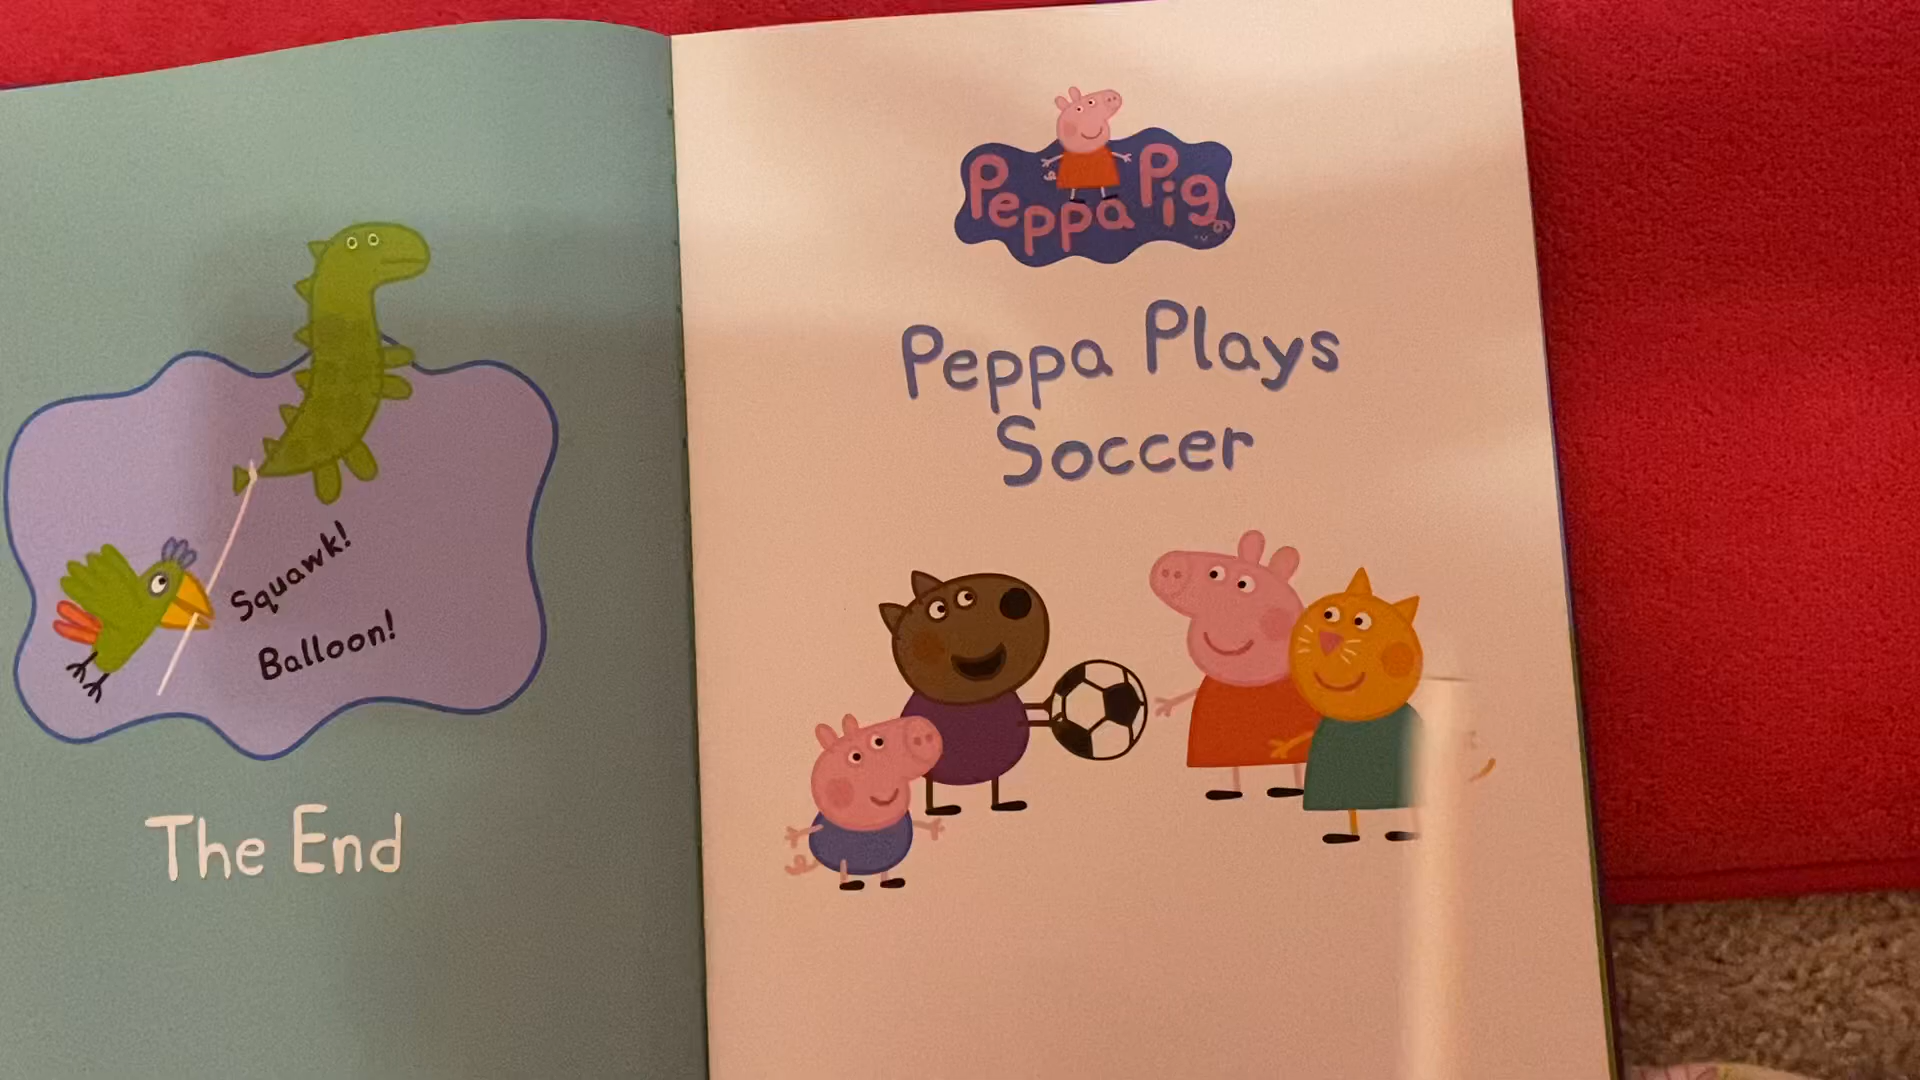 Squawk!
Balloon!
The End
Peppa Pig
Peppa Plays
Soccer